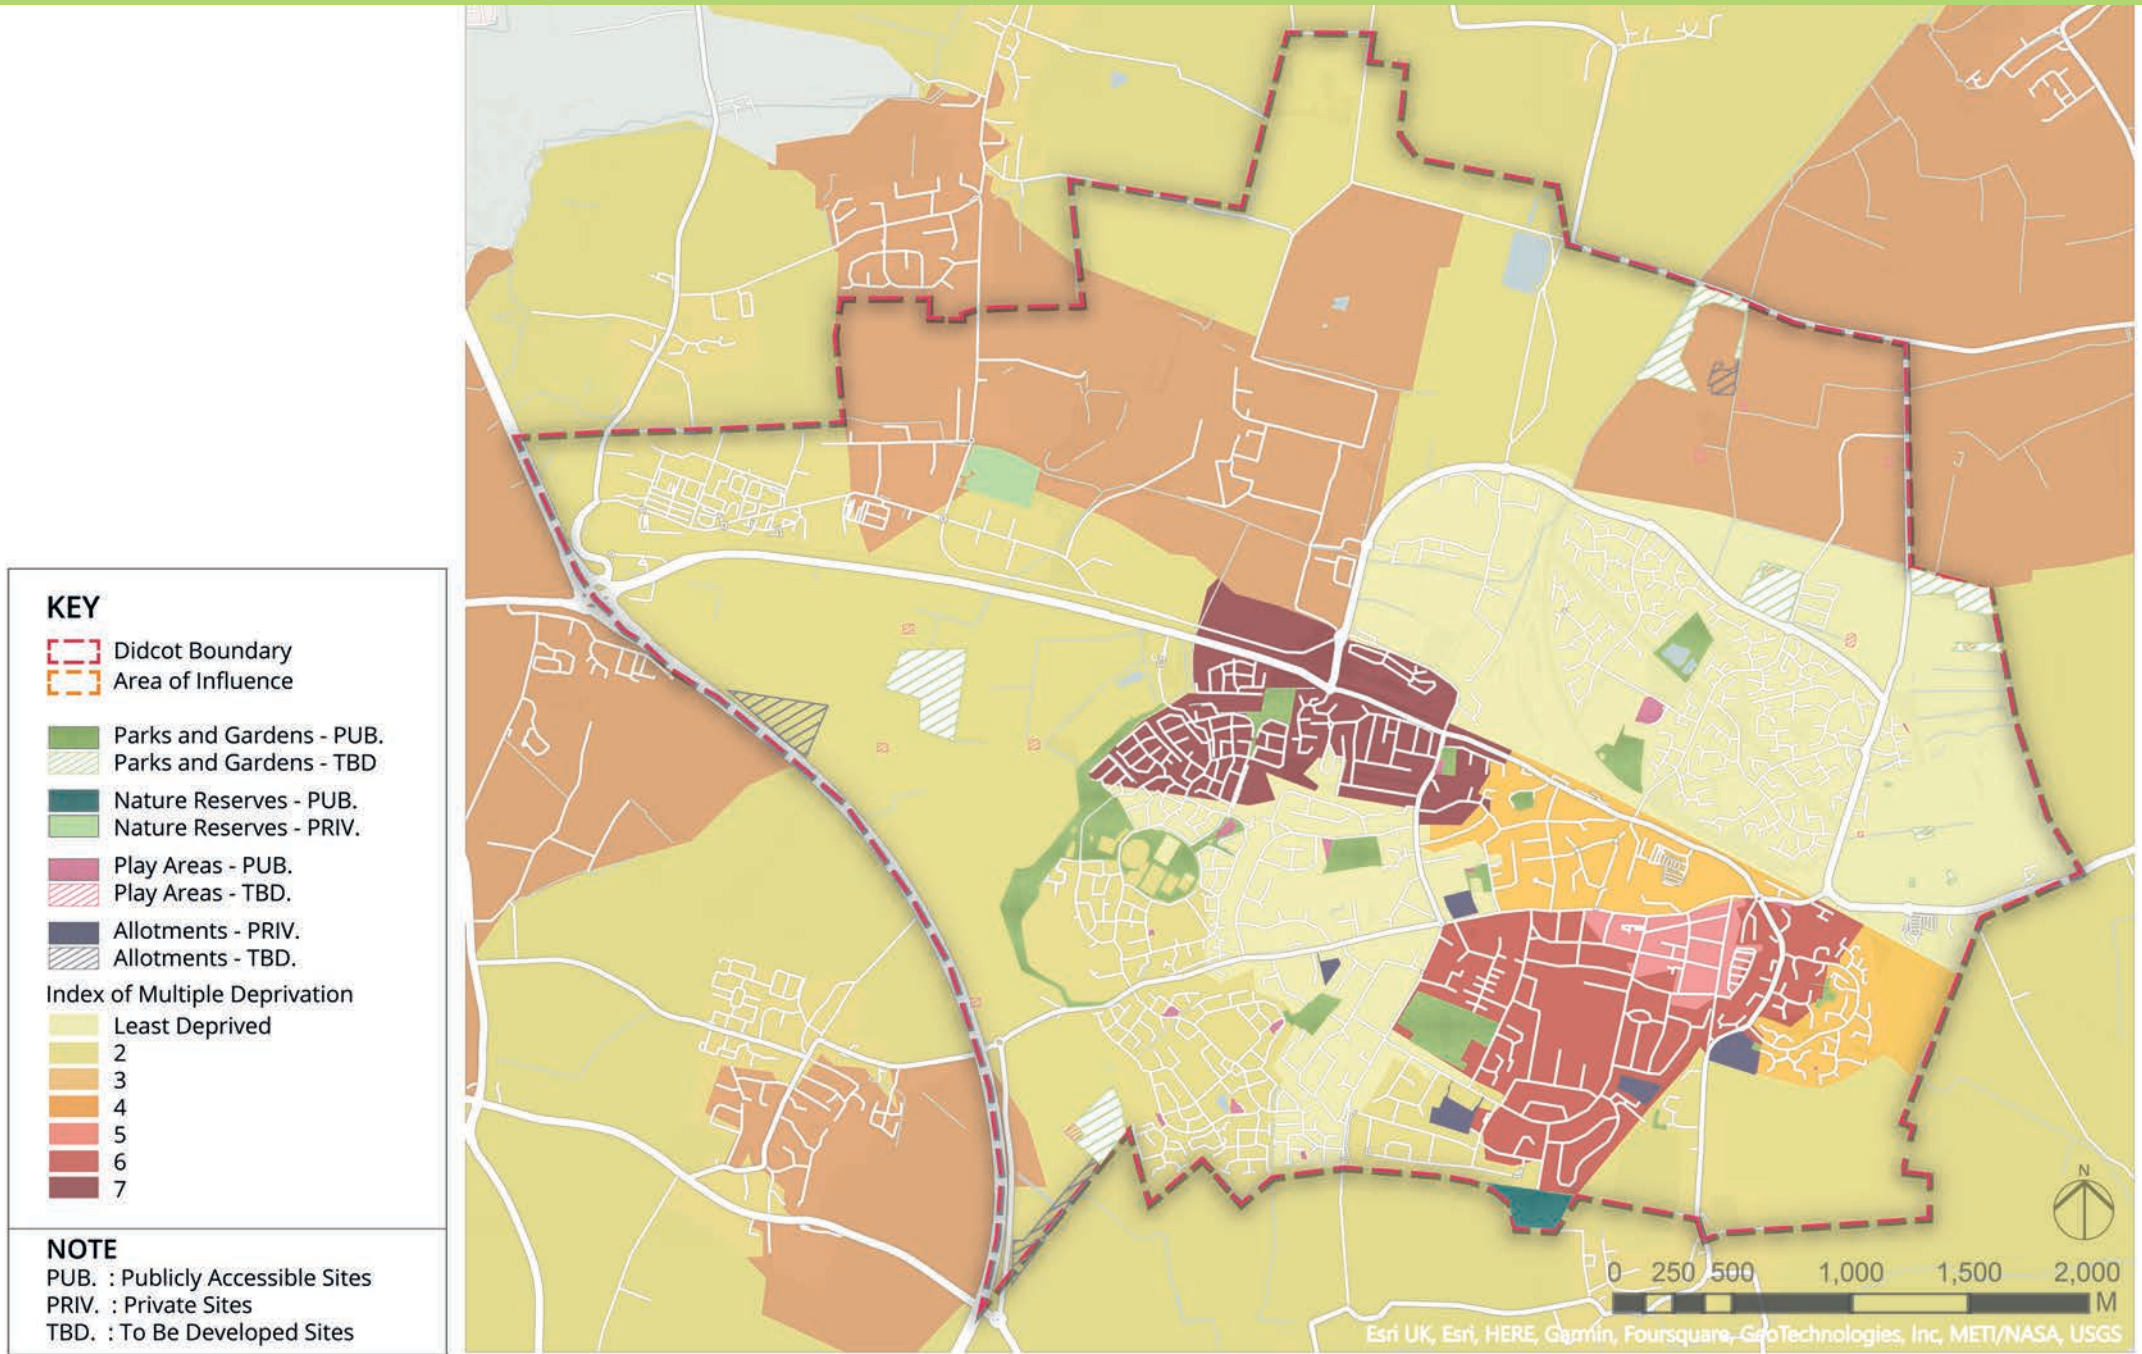 KEY
Didcot Boundary
Area of Influence
Parks and Gardens - PUB.
Parks and Gardens - TBD
Nature Reserves - PUB.
Nature Reserves - PRIV.
Play Areas - PUB.
Play Areas - TBD.
Allotments - PRIV.
Allotments - TBD.
Index of Multiple Deprivation
Least Deprived
2
3
4
5
6
7
NOTE
PUB. : Publicly Accessible Sites
PRIV. : Private Sites
TBD. : To Be Developed Sites
N
0 250 500 1,000 1,500 2,000
M
Esri UK, Esri, HERE, Garmin, Foursquare, GeoTechnologies, Inc, METI/NASA, USGS